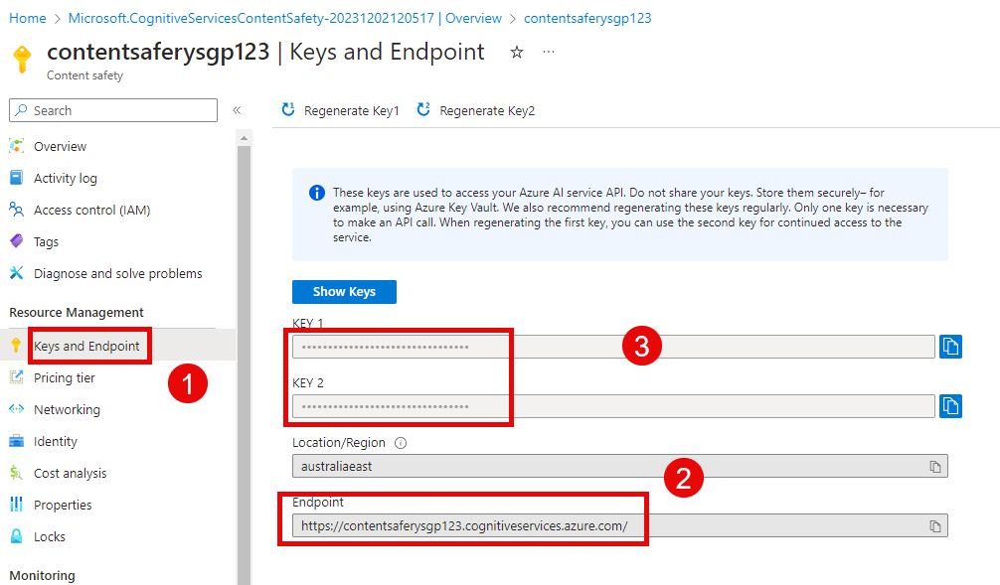 Home > Microsoft.CognitiveServicesContentSafety-20231202120517 | Overview > contentsaferysgp123
contentsaferysgp123 | Keys and Endpoint
Content safety
Search
Regenerate Key1
Regenerate Key2
Overview
Activity log
Access control (IAM)
Tags
Diagnose and solve problems
Resource Management
Keys and Endpoint
1
Pricing tier
Networking
Identity
Cost analysis
Properties
Locks
Monitoring
These keys are used to access your Azure AI service API. Do not share your keys. Store them securely– for
example, using Azure Key Vault. We also recommend regenerating these keys regularly. Only one key is necessary
to make an API call. When regenerating the first key, you can use the second key for continued access to the
service.
Show Keys
KEY 1
3
KEY 2
Location/Region
australiaeast
2
Endpoint
https://contentsaferysgp123.cognitiveservices.azure.com/